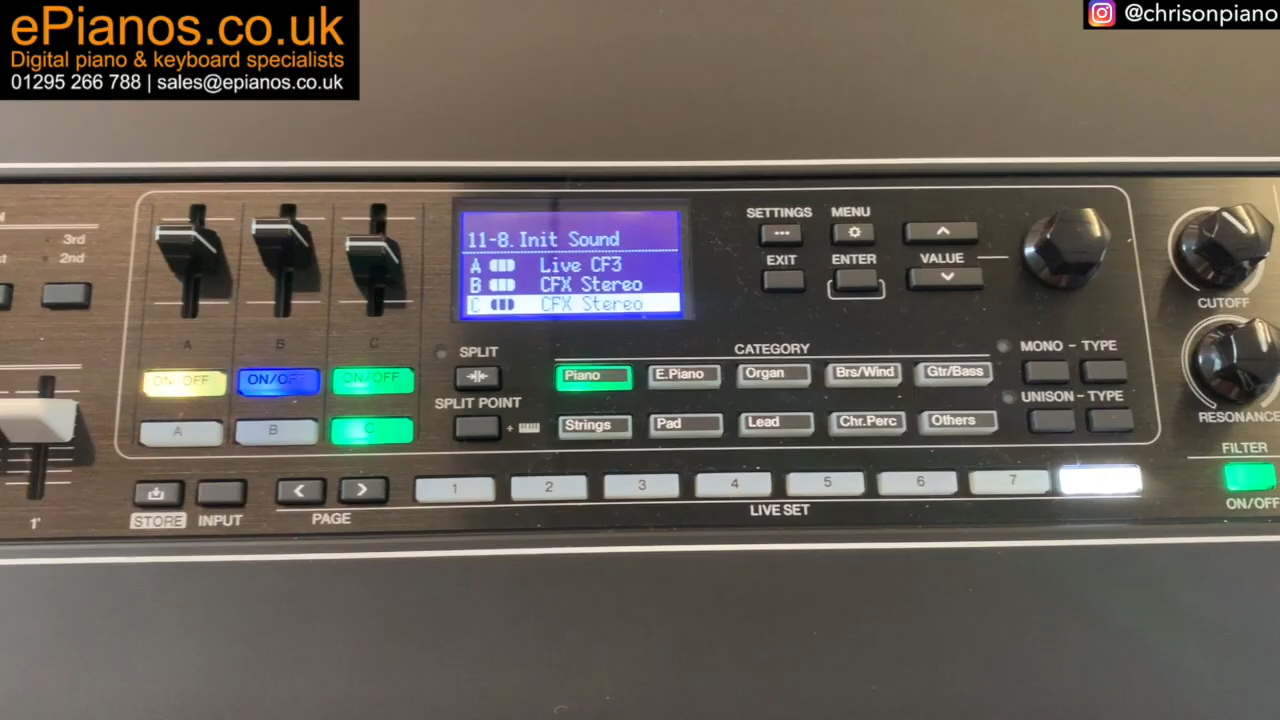 ePianos.co.uk
Digital piano & keyboard specialists
01295 266 788 | sales@epianos.co.uk
@chrisonpiano
3rd
2nd
1'
A
B
C
ON/OFF
ON/OFF
ON/OFF
A
B
C
11-8. Init Sound
A Live CF3
B CFX Stereo
C CFX Stereo
SETTINGS
MENU
EXIT
ENTER
VALUE
SPLIT
SPLIT POINT
+
CATEGORY
Piano
E.Piano
Organ
Brs/Wind
Gtr/Bass
Strings
Pad
Lead
Chr.Perc
Others
MONO - TYPE
UNISON - TYPE
CUTOFF
RESONANCE
FILTER
ON/OFF
STORE
INPUT
PAGE
1
2
3
4
5
6
7
LIVE SET